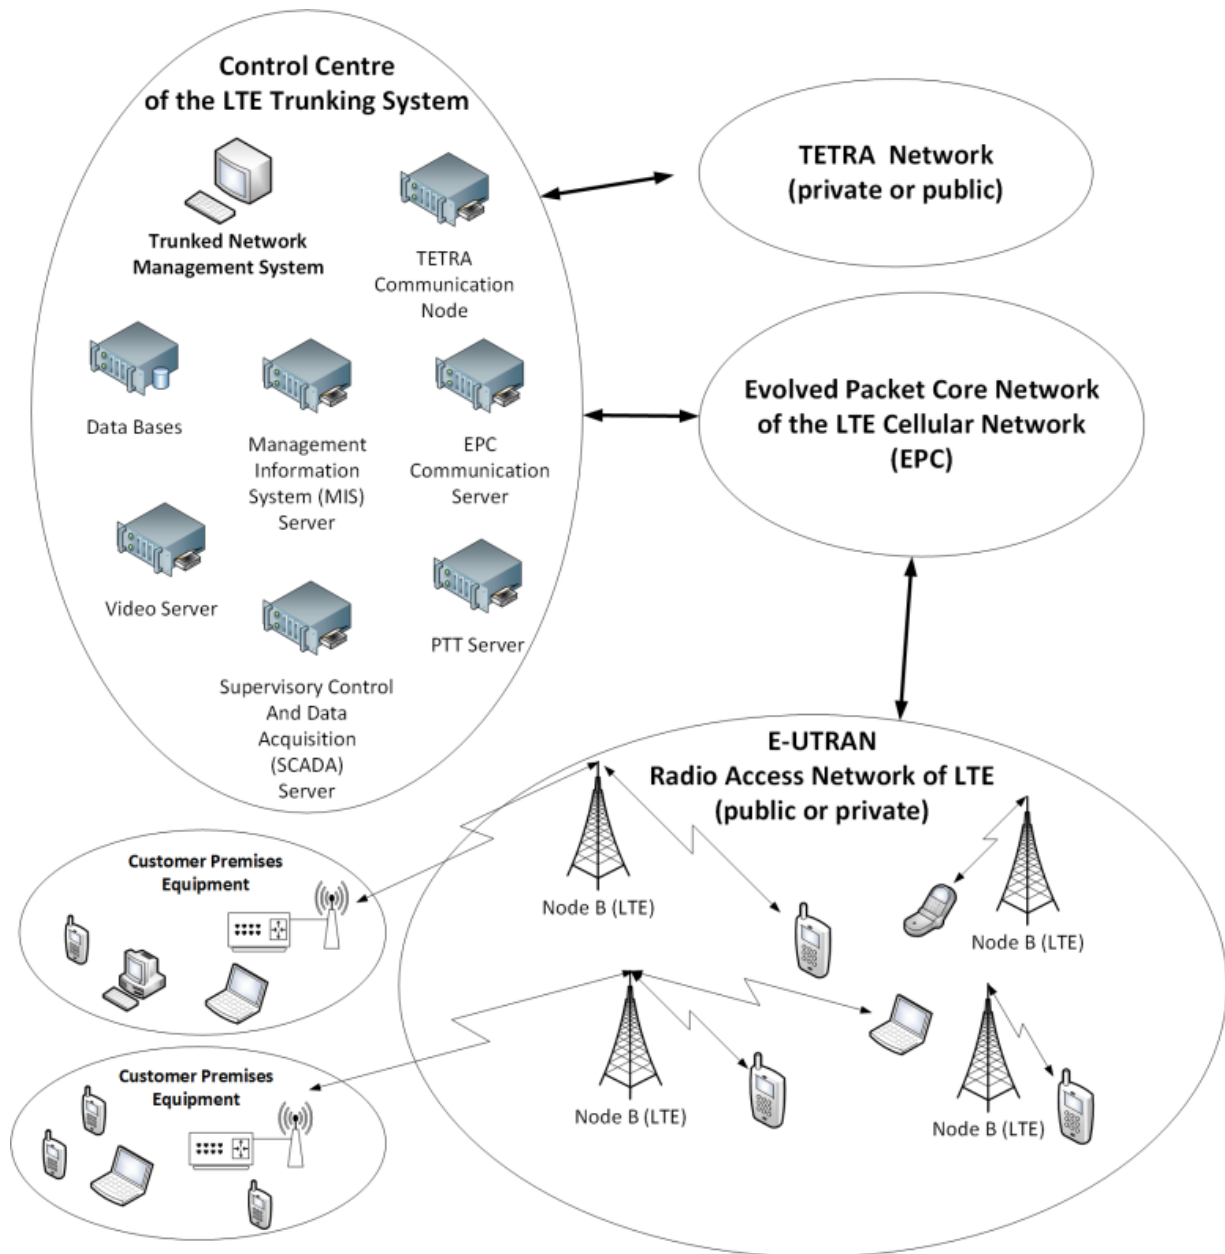 Control Centre
of the LTE Trunking System
Trunked Network
Management System
TETRA
Communication
Node
Data Bases
Management
Information
System (MIS)
Server
EPC
Communication
Server
Video Server
PTT Server
Supervisory Control
And Data
Acquisition
(SCADA)
Server
TETRA Network
(private or public)
Evolved Packet Core Network
of the LTE Cellular Network
(EPC)
E-UTRAN
Radio Access Network of LTE
(public or private)
Node B (LTE)
Node B (LTE)
Node B (LTE)
Node B (LTE)
Customer Premises
Equipment
Customer Premises
Equipment